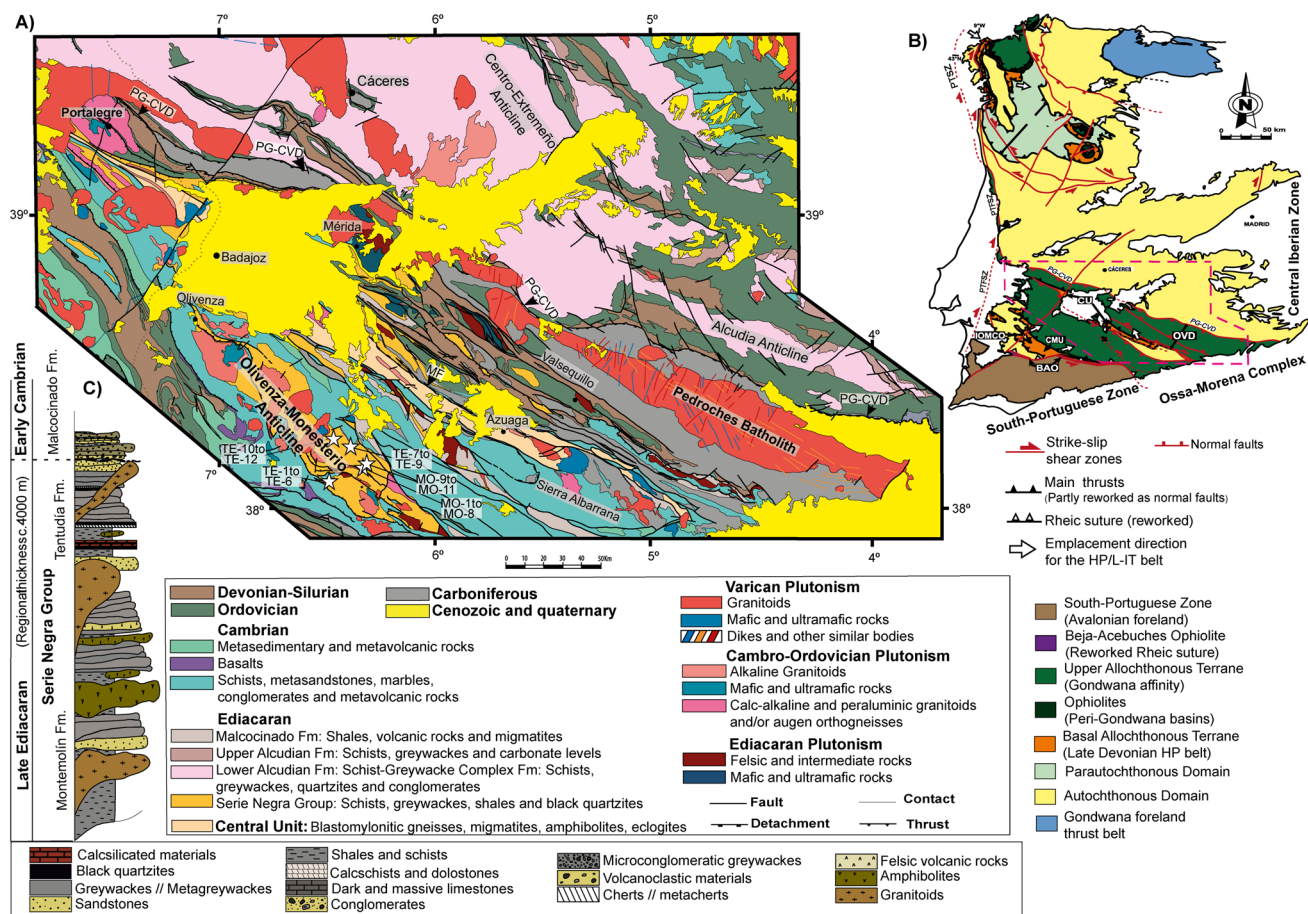 A)
7º
6º
5º
4º
39º
39º
7º
38º
6º
5º
4º
38º
Portalegre
PG-CVD
PG-CVD
Cáceres
Centro-Extremeño
Anticline
Mérida
Badajoz
Olivenza
PG-CVD
Alcudia Anticline
Valsequillo
Pedroches Batholith
PG-CVD
MF
Azuaga
Olivenza-Monesterio
Anticline
Sierra Albarrana
TE-10to
TE-12
TE-1to
TE-6
TE-7to
TE-9
MO-9to
MO-11
MO-1to
MO-8
0 10 20 30 40 50Km
B)
9°W
43°N
PTFSZ
PTFSZ
PTFSZ
N
0 50 km
MADRID
CÁCERES
PG-CVD
PG-CVD
CU
OVD
IOMCO
CMU
BAO
Central Iberian Zone
Ossa-Morena Complex
South-Portuguese Zone
Strike-slip
shear zones
Normal faults
Main thrusts
(Partly reworked as normal faults)
Rheic suture (reworked)
Emplacement direction
for the HP/L-IT belt
South-Portuguese Zone
(Avalonian foreland)
Beja-Acebuches Ophiolite
(Reworked Rheic suture)
Upper Allochthonous Terrane
(Gondwana affinity)
Ophiolites
(Peri-Gondwana basins)
Basal Allochthonous Terrane
(Late Devonian HP belt)
Parautochthonous Domain
Autochthonous Domain
Gondwana foreland
thrust belt
C)
Early Cambrian
Malcocinado Fm.
Late Ediacaran
(Regionathicknessc.4000 m)
Serie Negra Group
Tentudia Fm.
Montemolín Fm.
Devonian-Silurian
Ordovician
Carboniferous
Cenozoic and quaternary
Cambrian
Metasedimentary and metavolcanic rocks
Basalts
Schists, metasandstones, marbles,
conglomerates and metavolcanic rocks
Ediacaran
Malcocinado Fm: Shales, volcanic rocks and migmatites
Upper Alcudian Fm: Schists, greywackes and carbonate levels
Lower Alcudian Fm: Schist-Greywacke Complex Fm: Schists,
greywackes, quartzites and conglomerates
Serie Negra Group: Schists, greywackes, shales and black quartzites
Central Unit: Blastomylonitic gneisses, migmatites, amphibolites, eclogites
Varican Plutonism
Granitoids
Mafic and ultramafic rocks
Dikes and other similar bodies
Cambro-Ordovician Plutonism
Alkaline Granitoids
Mafic and ultramafic rocks
Calc-alkaline and peraluminic granitoids
and/or augen orthogneisses
Ediacaran Plutonism
Felsic and intermediate rocks
Mafic and ultramafic rocks
Fault
Contact
Detachment
Thrust
Calcsilicated materials
Black quartzites
Greywackes // Metagreywackes
Sandstones
Shales and schists
Calcschists and dolostones
Dark and massive limestones
Conglomerates
Microconglomeratic greywackes
Volcanoclastic materials
Cherts // metacherts
Felsic volcanic rocks
Amphibolites
Granitoids